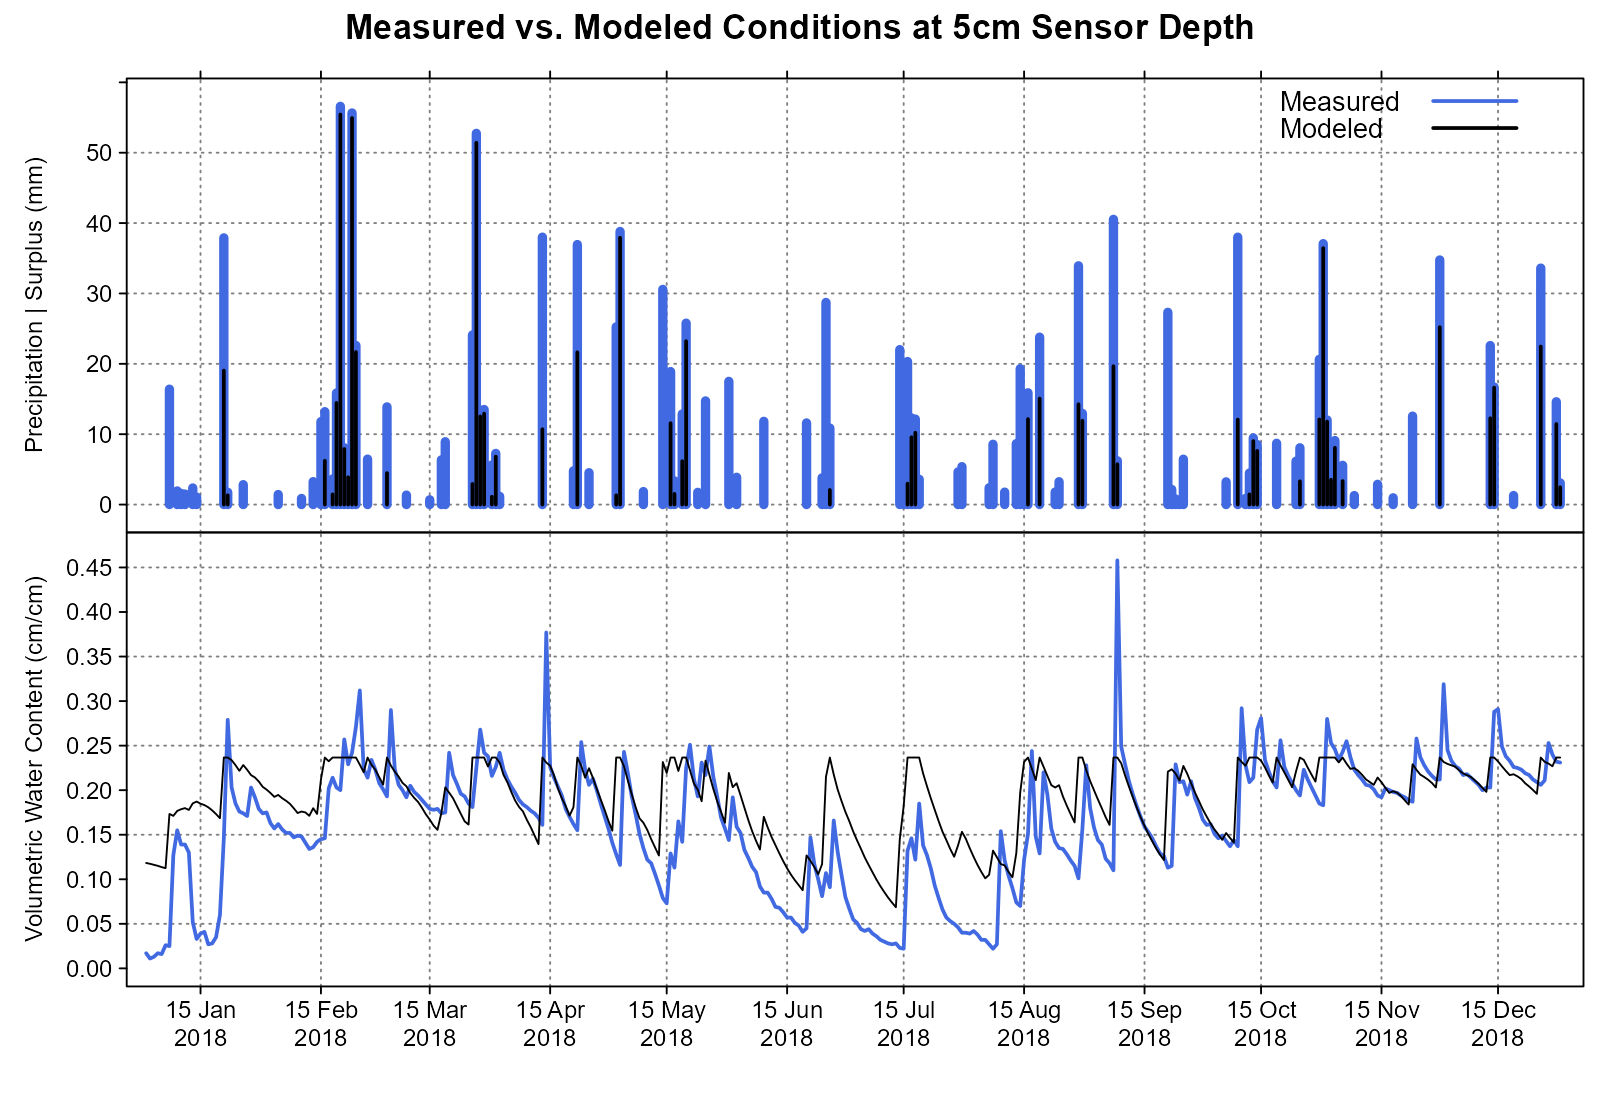 Measured vs. Modeled Conditions at 5cm Sensor Depth
Measured
Modeled
Precipitation | Surplus (mm)
50
40
30
20
10
0
Volumetric Water Content (cm/cm)
0.45
0.40
0.35
0.30
0.25
0.20
0.15
0.10
0.05
0.00
15 Jan 15 Feb 15 Mar 15 Apr 15 May 15 Jun 15 Jul 15 Aug 15 Sep 15 Oct 15 Nov 15 Dec
2018 2018 2018 2018 2018 2018 2018 2018 2018 2018 2018 2018